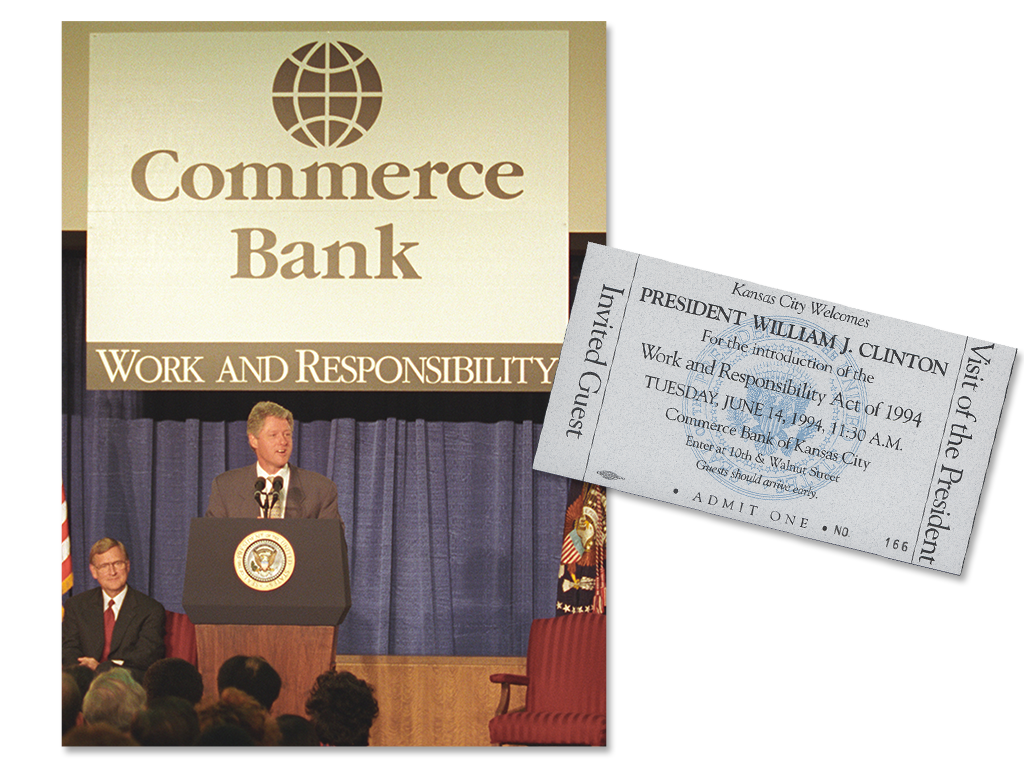 Commerce
Bank
WORK AND RESPONSIBILITY
Invited Guest
Kansas City Welcomes
PRESIDENT WILLIAM J. CLINTON
For the introduction of the
Work and Responsibility Act of 1994
TUESDAY, JUNE 14, 1994, 11:30 A.M.
Commerce Bank of Kansas City
Enter at 10th & Walnut Street
Guests should arrive early.
• ADMIT ONE • NO. 166
Visit of the President